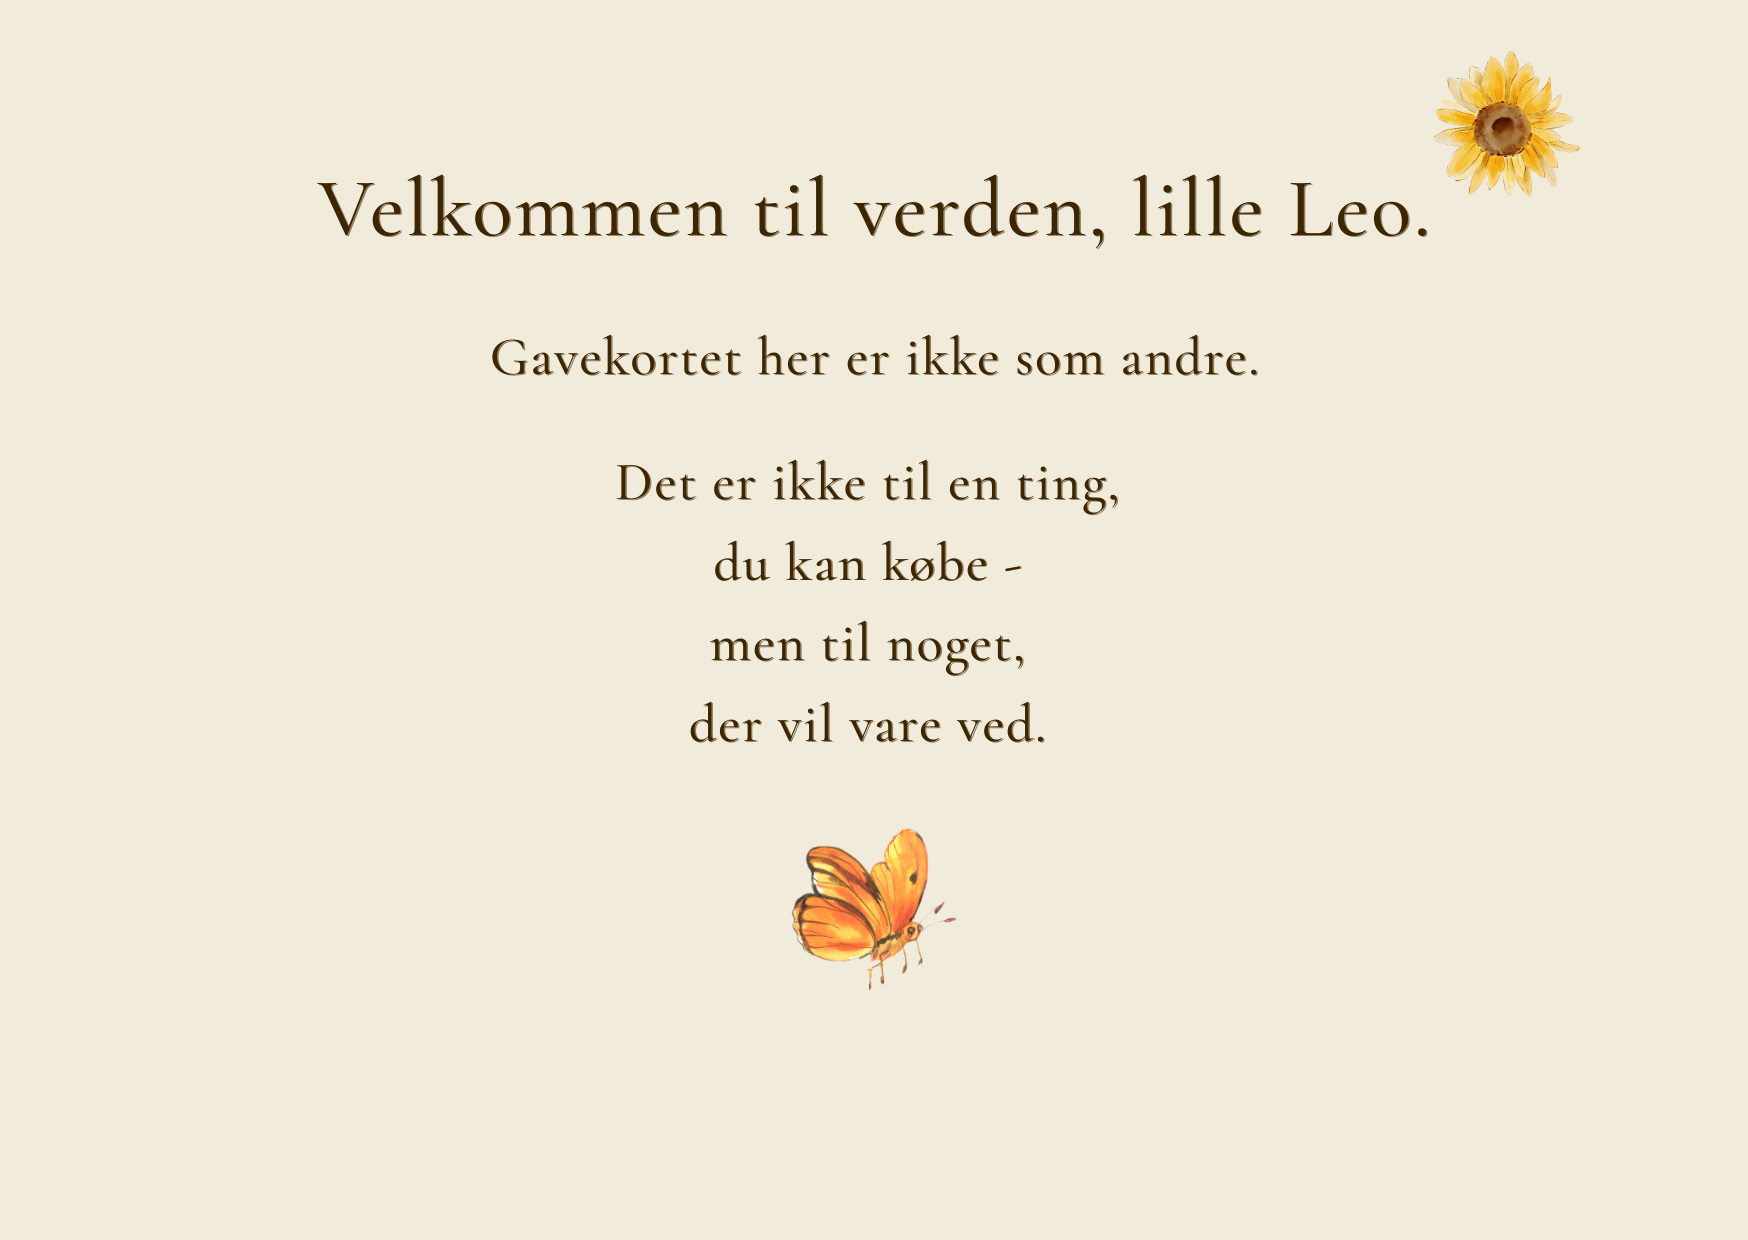 Velkommen til verden, lille Leo.
Gavekortet her er ikke som andre.
Det er ikke til en ting,
du kan købe -
men til noget,
der vil vare ved.